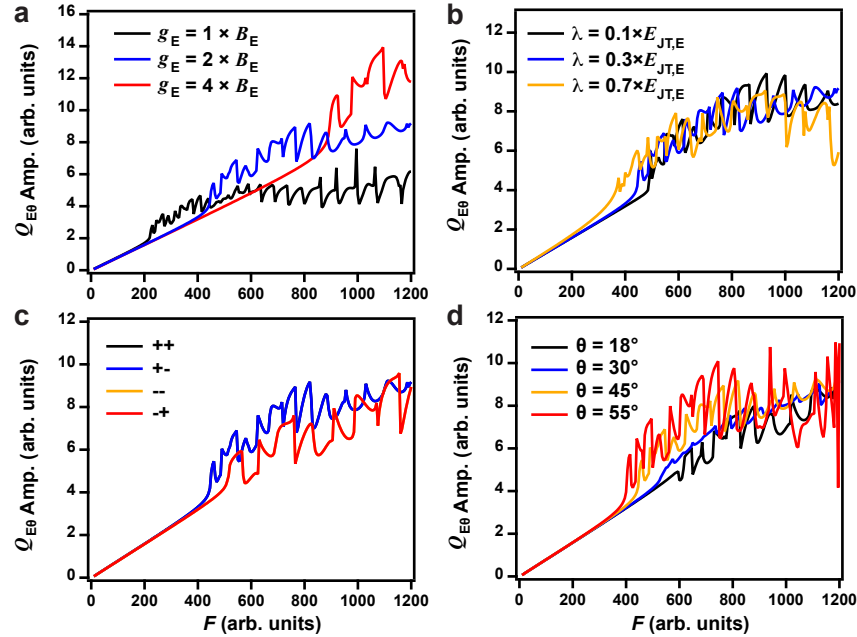 a
Q_Eθ Amp. (arb. units)
16
14
12
10
8
6
4
2
0
g_E = 1 × B_E
g_E = 2 × B_E
g_E = 4 × B_E
0 200 400 600 800 1000 1200
b
Q_Eθ Amp. (arb. units)
12
10
8
6
4
2
0
λ = 0.1×E_JT,E
λ = 0.3×E_JT,E
λ = 0.7×E_JT,E
0 200 400 600 800 1000 1200
c
Q_Eθ Amp. (arb. units)
12
10
8
6
4
2
0
++
+-
--
-+
0 200 400 600 800 1000 1200
F (arb. units)
d
Q_Eθ Amp. (arb. units)
12
10
8
6
4
2
0
θ = 18°
θ = 30°
θ = 45°
θ = 55°
0 200 400 600 800 1000 1200
F (arb. units)